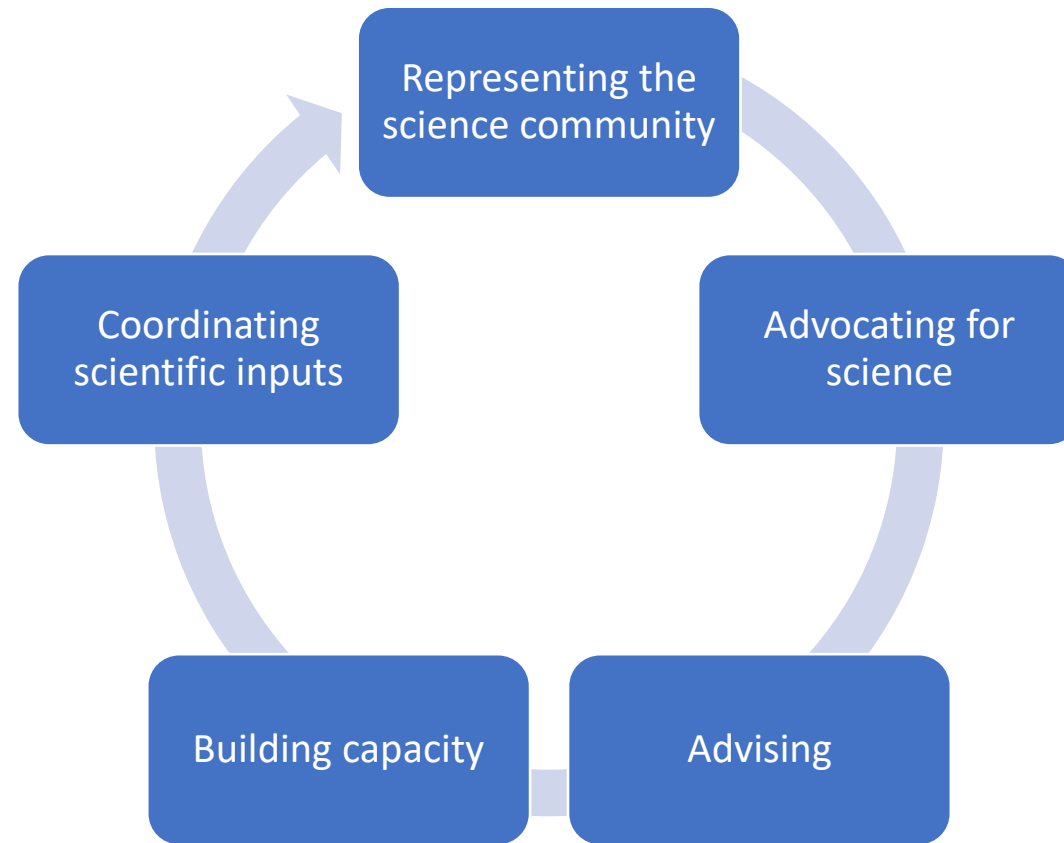 Representing the
science community
Advocating for
science
Advising
Building capacity
Coordinating
scientific inputs